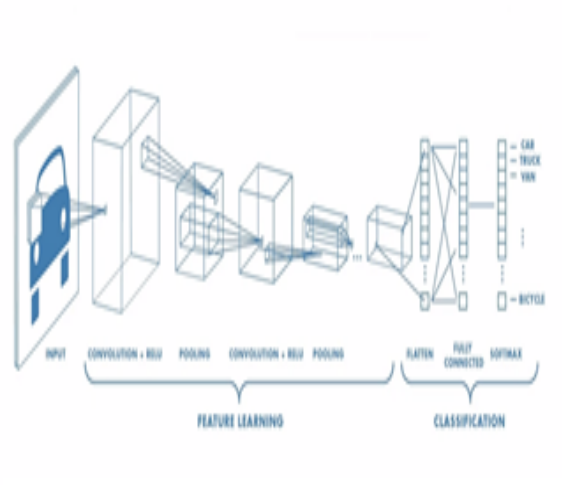 CAR
TRUCK
VAN
BICYCLE
INPUT
CONVOLUTION + RELU
POOLING
CONVOLUTION + RELU
POOLING
FLATTEN
FULLY
CONNECTED
SOFTMAX
FEATURE LEARNING
CLASSIFICATION